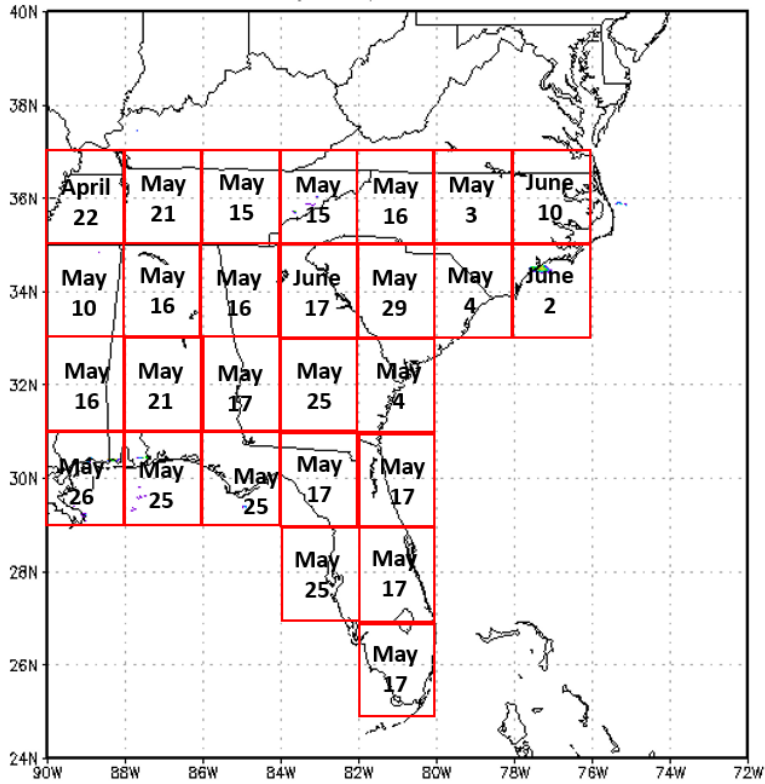 40N
38N
36N
34N
32N
30N
28N
26N
24N
90W 88W 86W 84W 82W 80W 78W 76W 74W 72W
April 22
May 21
May 15
May 15
May 16
May 3
June 10
May 10
May 16
May 16
June 17
May 29
May 4
June 2
May 16
May 21
May 17
May 25
May 4
May 26
May 25
May 25
May 17
May 17
May 25
May 17
May 17